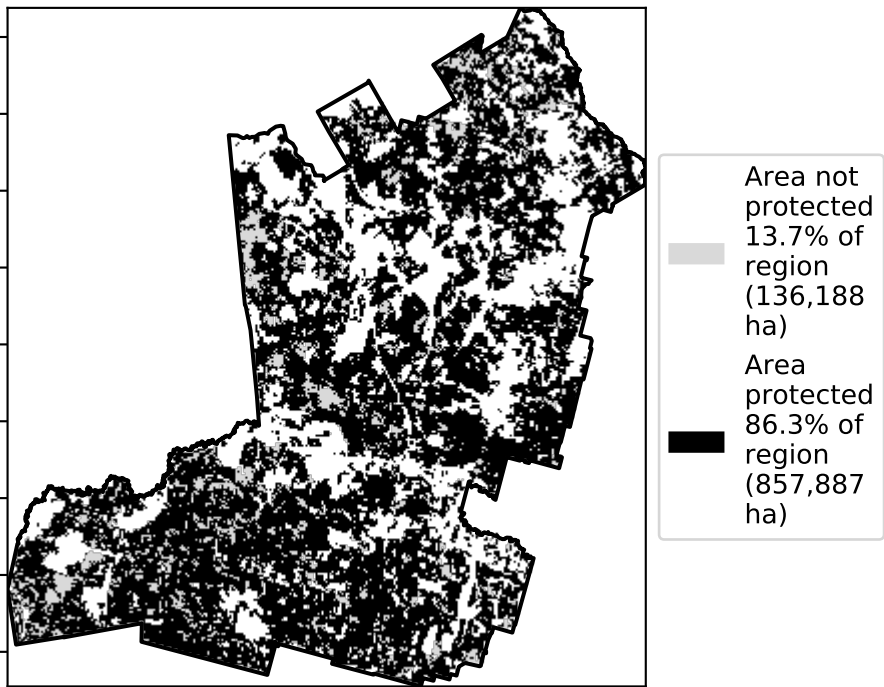 Area not
protected
13.7% of
region
(136,188
ha)
Area
protected
86.3% of
region
(857,887
ha)